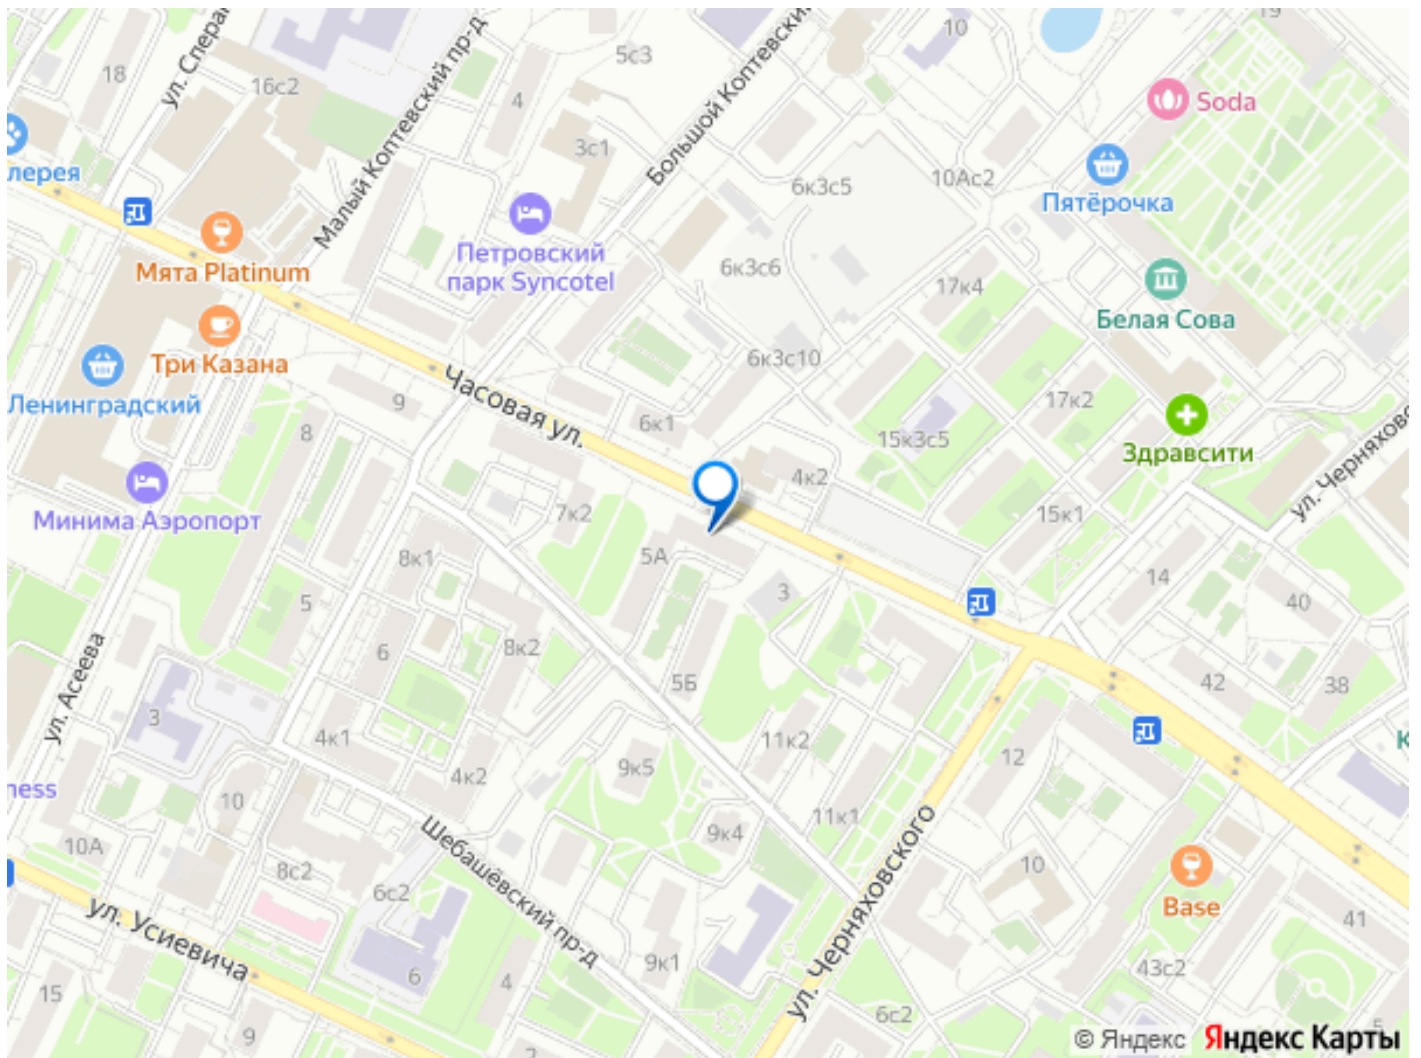 19
10
5с3
ул. Спера
18
16с2
4
Малый Коптевский пр-д
Большой Коптевски
Soda
3с1
лерея
6к3с5
10Ас2
Пятёрочка
Мята Platinum
Петровский
парк Syncotel
6к3с6
17к4
Белая Сова
Три Казана
6к3с10
Ленинградский
9
Часовая ул.
6к1
17к2
8
15к3с5
Здравсити
ул. Черняховс
4к2
Минима Аэропорт
7к2
15к1
8к1
5А
14
3
40
5
6
8к2
5Б
42
38
ул. Асеева
3
4к1
11к2
12
К
4к2
9к5
ness
10
11к1
9к4
10А
Шебашёвский пр-д
ул. Черняховского
8с2
10
6с2
Base
ул. Усиевича
41
9к1
43с2
6
4
15
6с2
9
2
5
© Яндекс Яндекс Карты